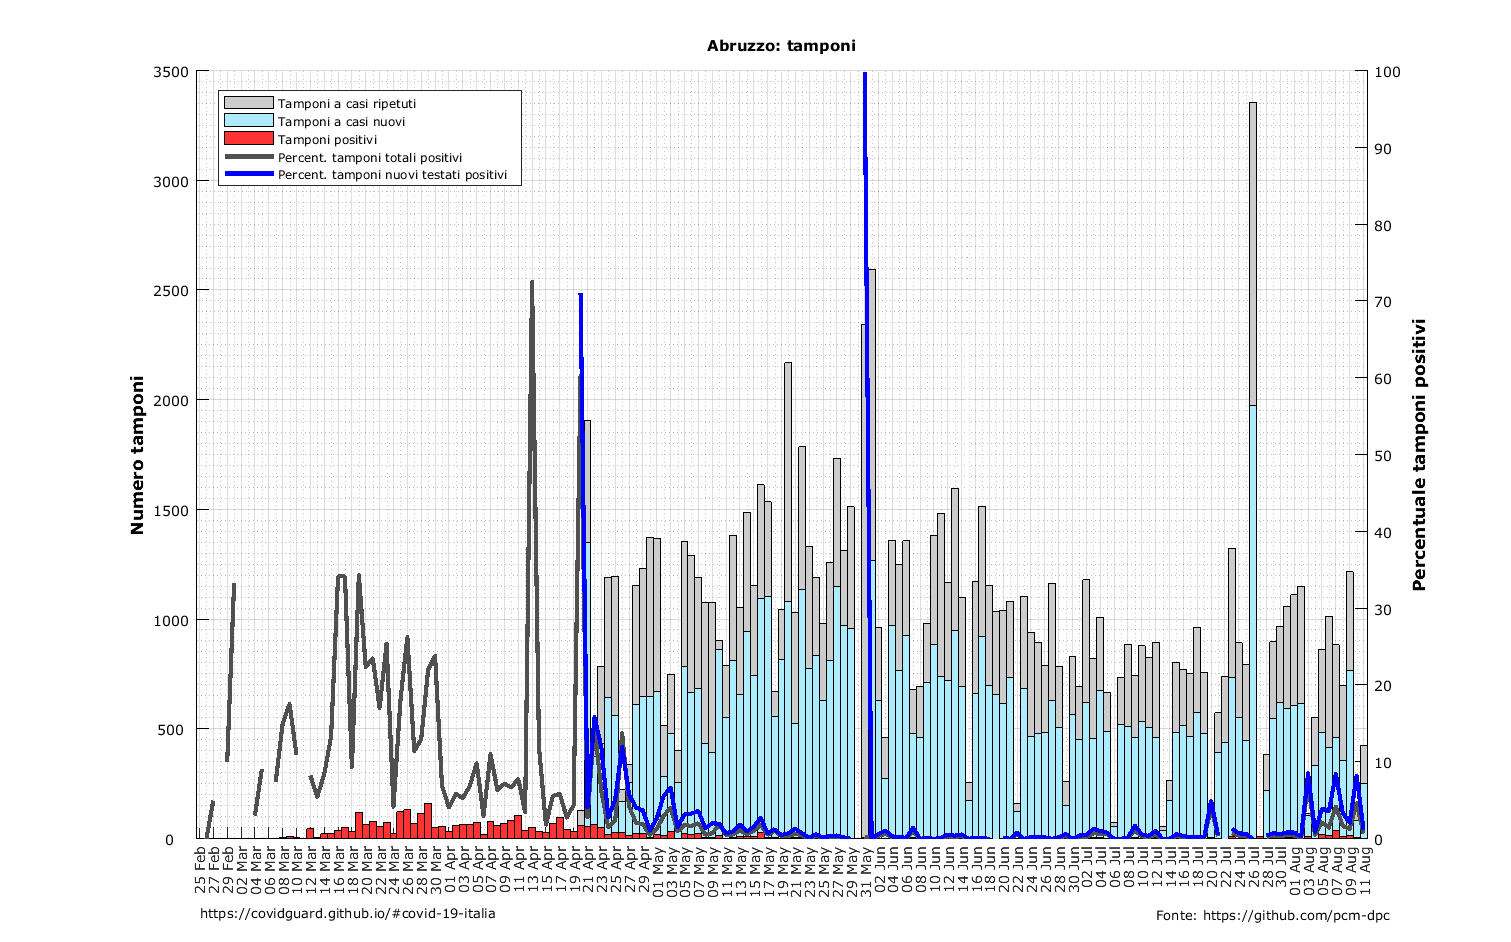 Abruzzo: tamponi
3500
3000
2500
2000
1500
1000
500
0
Numero tamponi
Tamponi a casi ripetuti
Tamponi a casi nuovi
Tamponi positivi
Percent. tamponi totali positivi
Percent. tamponi nuovi testati positivi
100
90
80
70
60
50
40
30
20
10
0
Percentuale tamponi positivi
25 Feb
27 Feb
29 Feb
02 Mar
04 Mar
06 Mar
08 Mar
10 Mar
12 Mar
14 Mar
16 Mar
18 Mar
20 Mar
22 Mar
24 Mar
26 Mar
28 Mar
30 Mar
01 Apr
03 Apr
05 Apr
07 Apr
09 Apr
11 Apr
13 Apr
15 Apr
17 Apr
19 Apr
21 Apr
23 Apr
25 Apr
27 Apr
29 Apr
01 May
03 May
05 May
07 May
09 May
11 May
13 May
15 May
17 May
19 May
21 May
23 May
25 May
27 May
29 May
31 May
02 Jun
04 Jun
06 Jun
08 Jun
10 Jun
12 Jun
14 Jun
16 Jun
18 Jun
20 Jun
22 Jun
24 Jun
26 Jun
28 Jun
30 Jun
02 Jul
04 Jul
06 Jul
08 Jul
10 Jul
12 Jul
14 Jul
16 Jul
18 Jul
20 Jul
22 Jul
24 Jul
26 Jul
28 Jul
30 Jul
01 Aug
03 Aug
05 Aug
07 Aug
09 Aug
11 Aug
https://covidguard.github.io/#covid-19-italia
Fonte: https://github.com/pcm-dpc